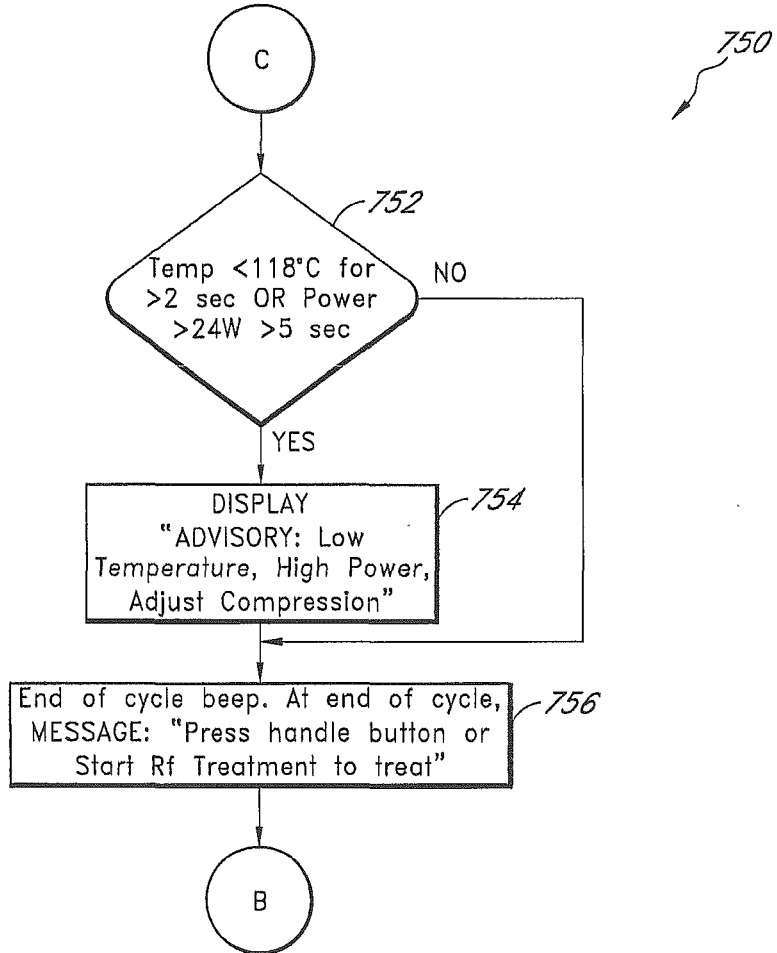 C
750
752
Temp <118°C for
>2 sec OR Power
>24W >5 sec
NO
YES
DISPLAY
"ADVISORY: Low
Temperature, High Power,
Adjust Compression"
754
End of cycle beep. At end of cycle,
MESSAGE: "Press handle button or
Start Rf Treatment to treat"
756
B